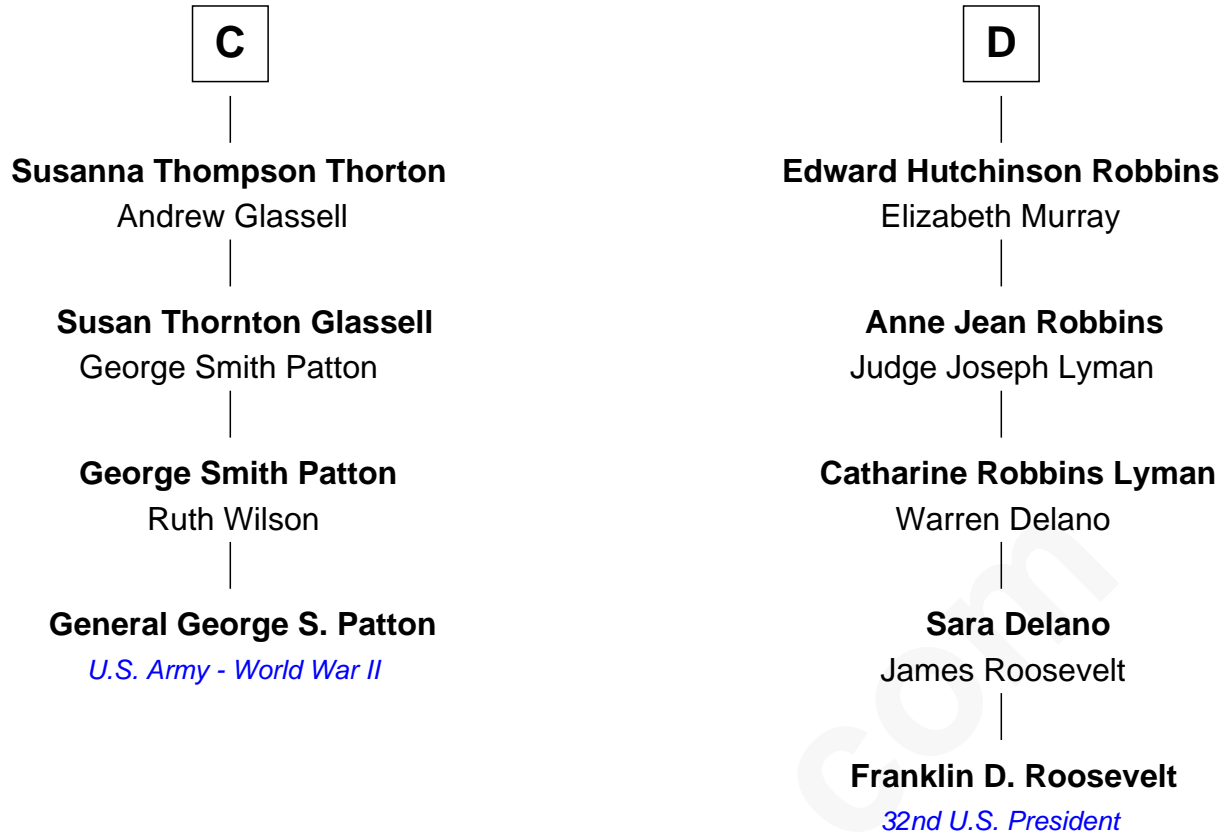 C
Susanna Thompson Thorton
Andrew Glassell
Susan Thornton Glassell
George Smith Patton
George Smith Patton
Ruth Wilson
General George S. Patton
U.S. Army - World War II
D
Edward Hutchinson Robbins
Elizabeth Murray
Anne Jean Robbins
Judge Joseph Lyman
Catharine Robbins Lyman
Warren Delano
Sara Delano
James Roosevelt
Franklin D. Roosevelt
32nd U.S. President
com